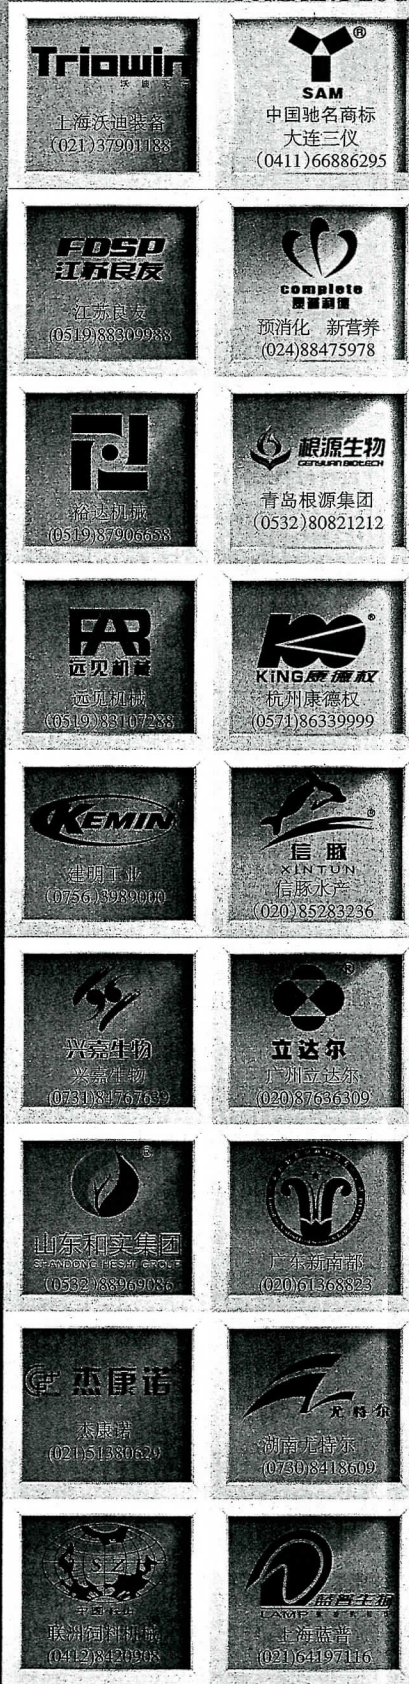 Triowin
上海沃迪装备
(021)37901188
SAM
中国驰名商标
大连三仪
(0411)66886295
FDSP
江苏良友
江苏良友
(0519)88309988
complete
预消化 新营养
(024)88475978
裕达机械
(0519)87906658
根源生物
GENYUAN BIOTECH
青岛根源集团
(0532)80821212
远见机械
远见机械
(0519)83107288
KiNG康德权
杭州康德权
(0571)86339999
KEMIN
建明工业
(0756)3989000
信豚
XINTUN
信豚水产
(020)85283236
兴嘉生物
兴嘉生物
(0731)84767639
立达尔
广州立达尔
(020)87636309
山东和实集团
SHANDONG HESHI GROUP
(0532)88969086
广东新南都
(020)61368823
杰康诺
杰康诺
(021)51380629
尤特尔
湖南尤特尔
(0730)8418609
联洲饲料机械
(0412)8420908
蓝普生物
LAMP
上海蓝普
(021)64197116